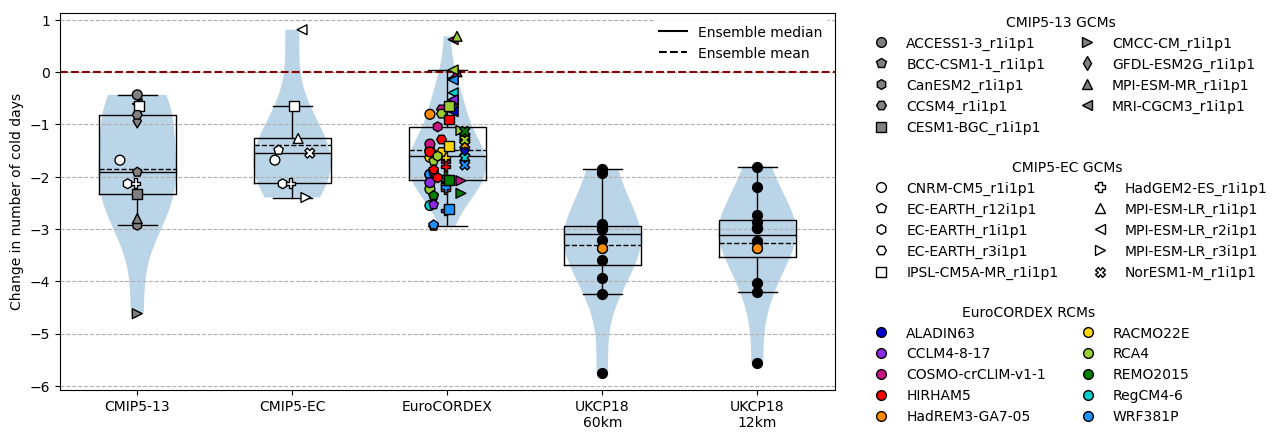 Change in number of cold days
1
0
−1
−2
−3
−4
−5
−6
CMIP5-13
CMIP5-EC
EuroCORDEX
UKCP18
60km
UKCP18
12km
Ensemble median
Ensemble mean
CMIP5-13 GCMs
ACCESS1-3_r1i1p1
BCC-CSM1-1_r1i1p1
CanESM2_r1i1p1
CCSM4_r1i1p1
CESM1-BGC_r1i1p1
CMCC-CM_r1i1p1
GFDL-ESM2G_r1i1p1
MPI-ESM-MR_r1i1p1
MRI-CGCM3_r1i1p1
CMIP5-EC GCMs
CNRM-CM5_r1i1p1
EC-EARTH_r12i1p1
EC-EARTH_r1i1p1
EC-EARTH_r3i1p1
IPSL-CM5A-MR_r1i1p1
HadGEM2-ES_r1i1p1
MPI-ESM-LR_r1i1p1
MPI-ESM-LR_r2i1p1
MPI-ESM-LR_r3i1p1
NorESM1-M_r1i1p1
EuroCORDEX RCMs
ALADIN63
CCLM4-8-17
COSMO-crCLIM-v1-1
HIRHAM5
HadREM3-GA7-05
RACMO22E
RCA4
REMO2015
RegCM4-6
WRF381P